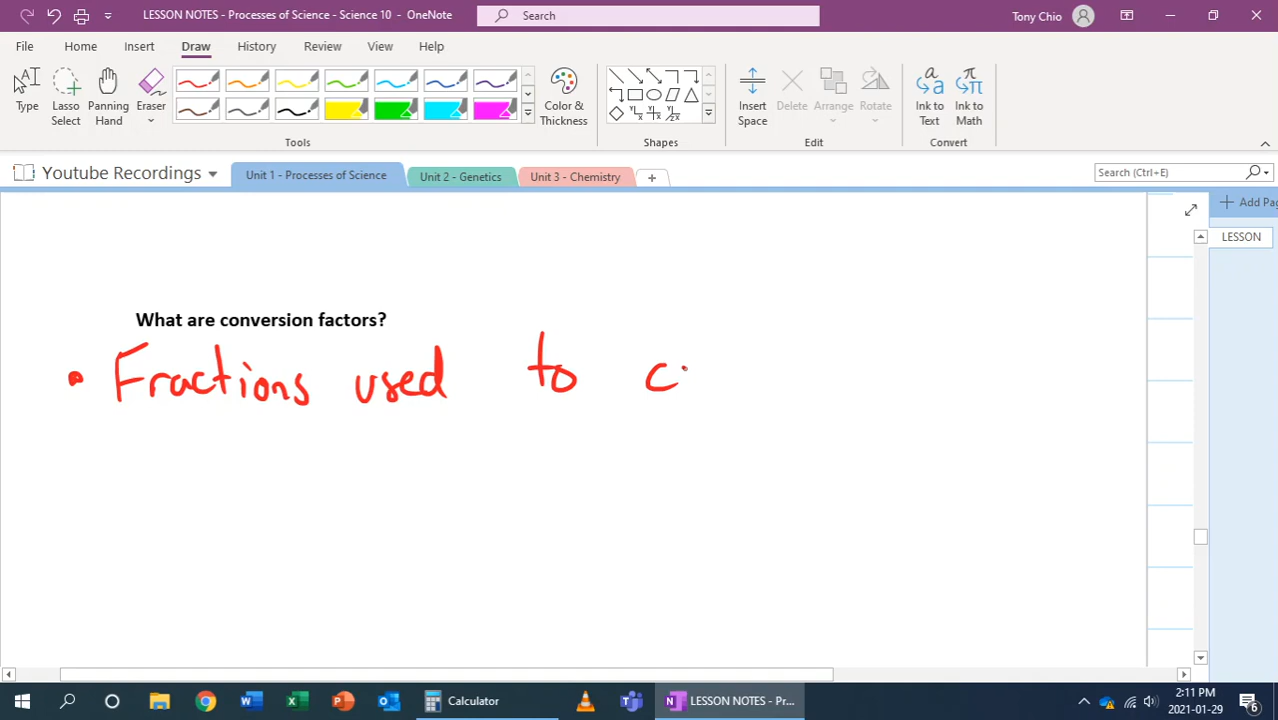 LESSON NOTES - Processes of Science - Science 10 - OneNote
Search
Tony Chio
File Home Insert Draw History Review View Help
Type
Lasso Select
Panning Hand
Eraser
Color & Thickness
Insert Space
Delete
Arrange
Rotate
Ink to Text
Ink to Math
Tools
Shapes
Edit
Convert
Youtube Recordings
Unit 1 - Processes of Science
Unit 2 - Genetics
Unit 3 - Chemistry
Search (Ctrl+E)
Add Pag
LESSON
What are conversion factors?
• Fractions used to c
Calculator
LESSON NOTES - Pr...
2:11 PM
2021-01-29
6